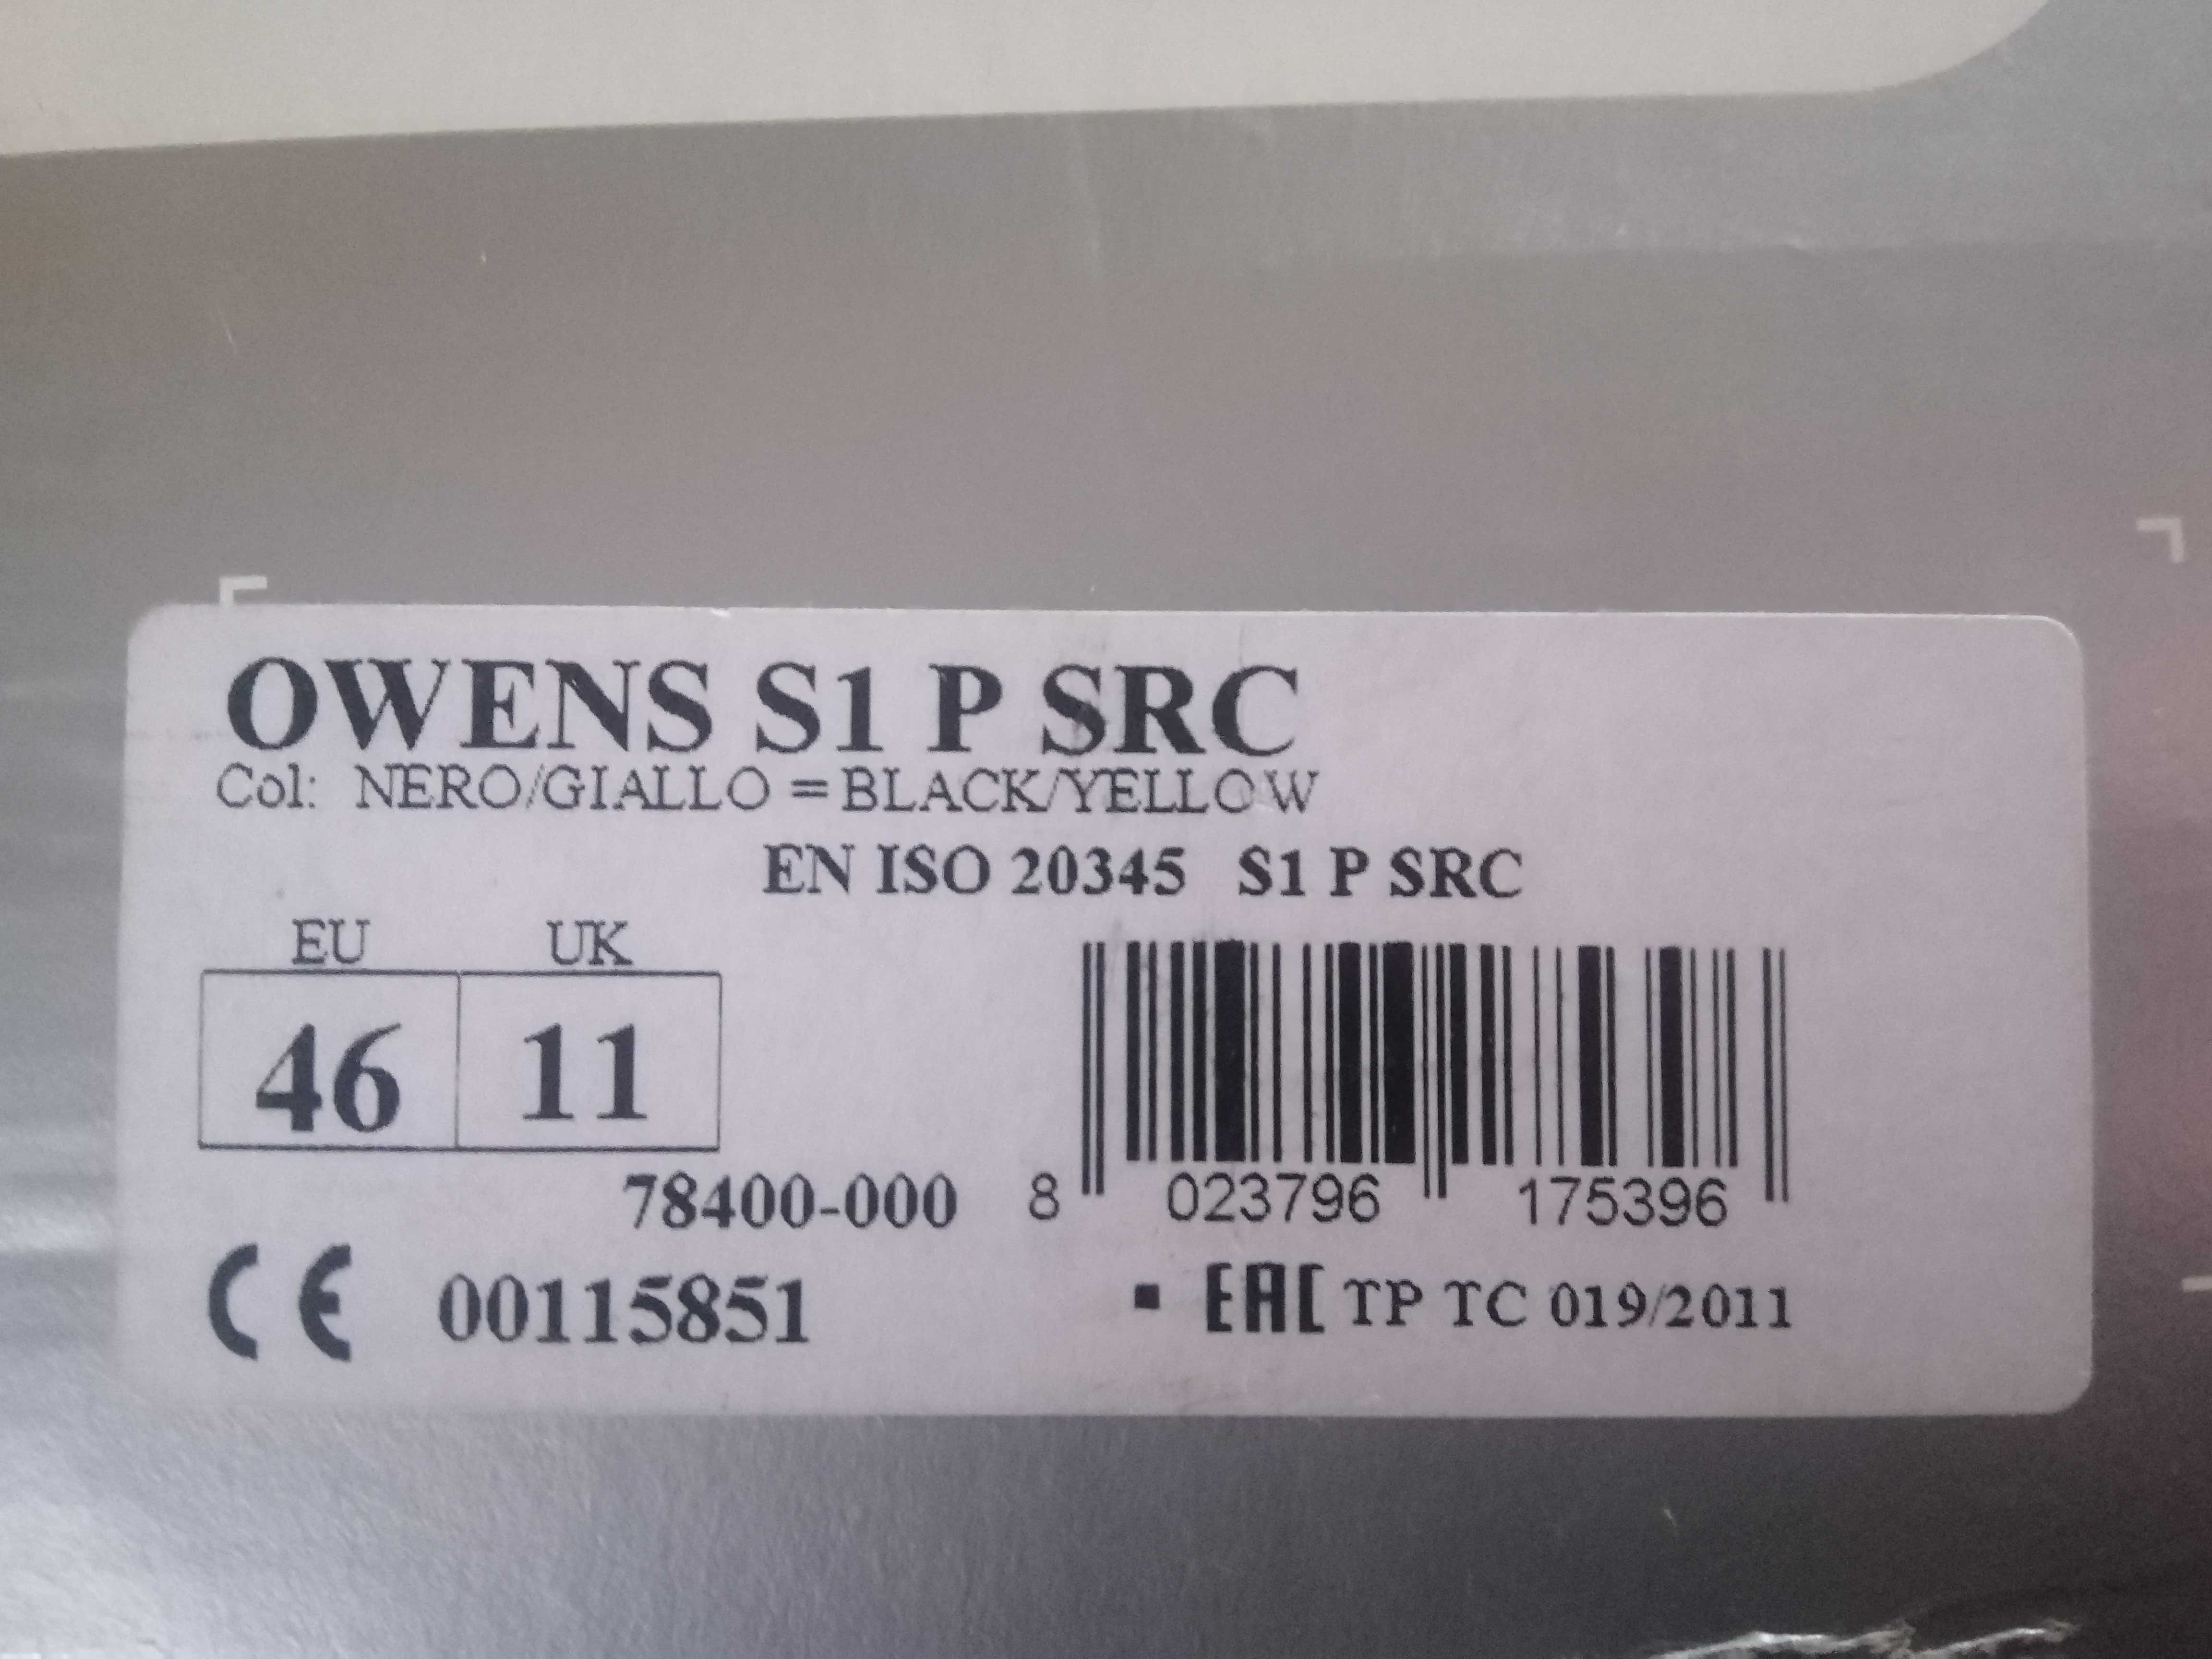 OWENS S1 P SRC
Col: NERO/GIALLO = BLACK/YELLOW
EN ISO 20345 S1 P SRC
EU UK
46 11
78400-000
8 023796 175396
CE 00115851
EAC TP TC 019/2011